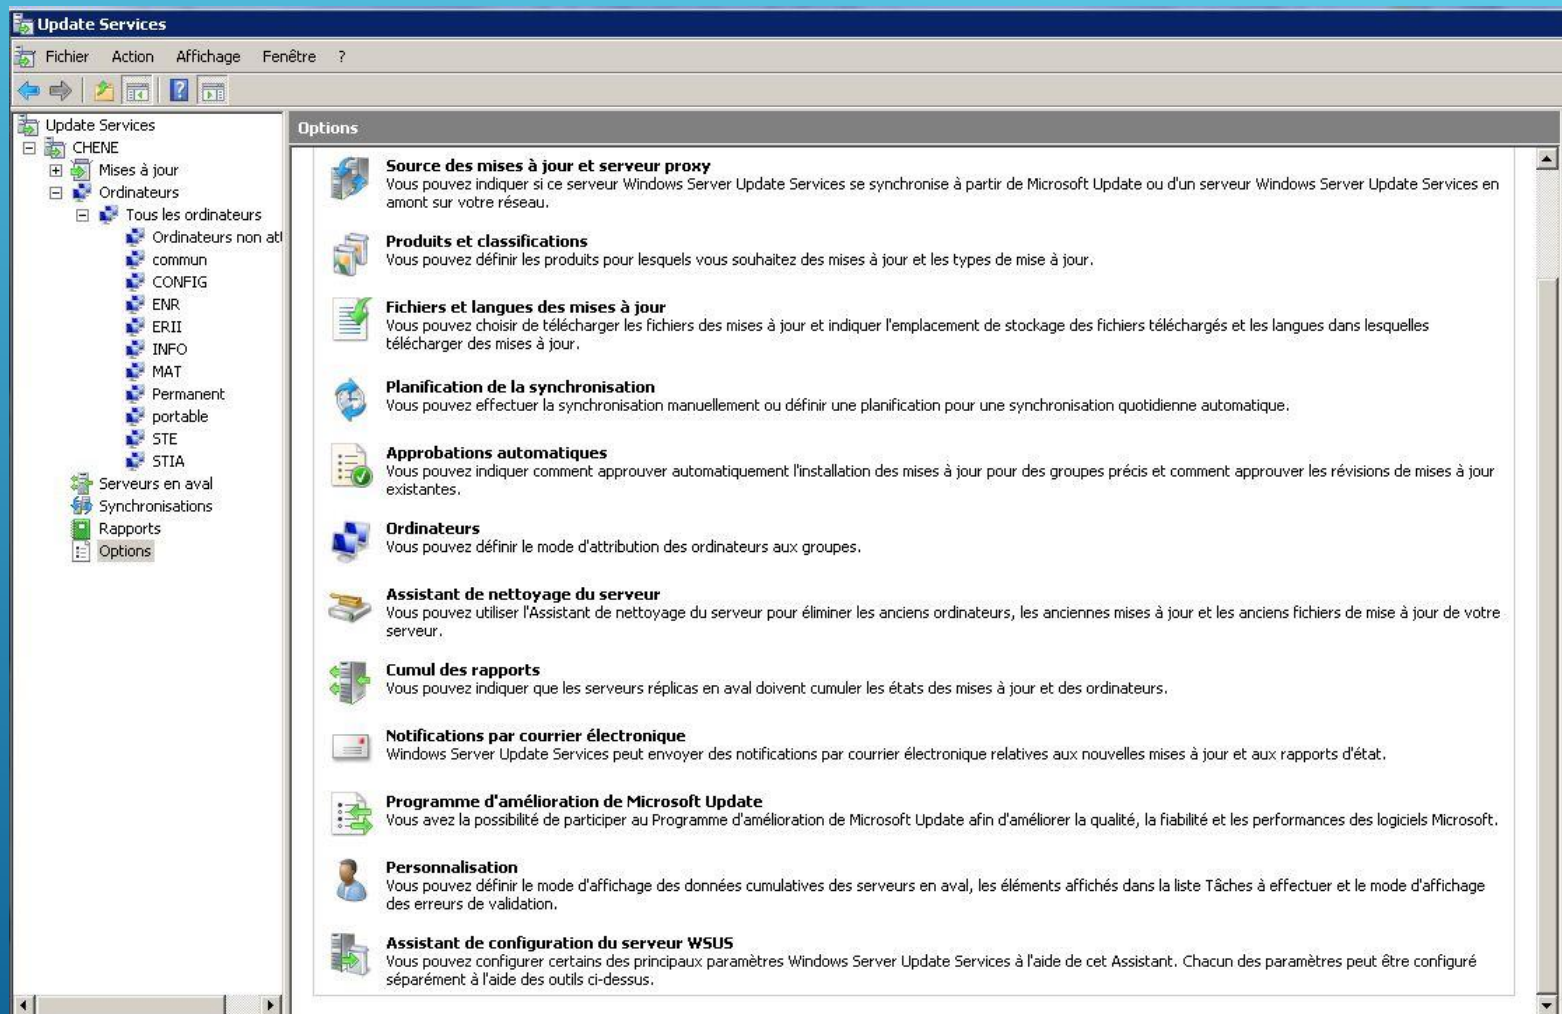 Update Services
Fichier Action Affichage Fenêtre ?
Update Services
CHENE
Mises à jour
Ordinateurs
Tous les ordinateurs
Ordinateurs non att
commun
CONFIG
ENR
ERII
INFO
MAT
Permanent
portable
STE
STIA
Serveurs en aval
Synchronisations
Rapports
Options
Options
Source des mises à jour et serveur proxy
Vous pouvez indiquer si ce serveur Windows Server Update Services se synchronise à partir de Microsoft Update ou d'un serveur Windows Server Update Services en
amont sur votre réseau.
Produits et classifications
Vous pouvez définir les produits pour lesquels vous souhaitez des mises à jour et les types de mise à jour.
Fichiers et langues des mises à jour
Vous pouvez choisir de télécharger les fichiers des mises à jour et indiquer l'emplacement de stockage des fichiers téléchargés et les langues dans lesquelles
télécharger des mises à jour.
Planification de la synchronisation
Vous pouvez effectuer la synchronisation manuellement ou définir une planification pour une synchronisation quotidienne automatique.
Approbations automatiques
Vous pouvez indiquer comment approuver automatiquement l'installation des mises à jour pour des groupes précis et comment approuver les révisions de mises à jour
existantes.
Ordinateurs
Vous pouvez définir le mode d'attribution des ordinateurs aux groupes.
Assistant de nettoyage du serveur
Vous pouvez utiliser l'Assistant de nettoyage du serveur pour éliminer les anciens ordinateurs, les anciennes mises à jour et les anciens fichiers de mise à jour de votre
serveur.
Cumul des rapports
Vous pouvez indiquer que les serveurs réplicas en aval doivent cumuler les états des mises à jour et des ordinateurs.
Notifications par courrier électronique
Windows Server Update Services peut envoyer des notifications par courrier électronique relatives aux nouvelles mises à jour et aux rapports d'état.
Programme d'amélioration de Microsoft Update
Vous avez la possibilité de participer au Programme d'amélioration de Microsoft Update afin d'améliorer la qualité, la fiabilité et les performances des logiciels Microsoft.
Personnalisation
Vous pouvez définir le mode d'affichage des données cumulatives des serveurs en aval, les éléments affichés dans la liste Tâches à effectuer et le mode d'affichage
des erreurs de validation.
Assistant de configuration du serveur WSUS
Vous pouvez configurer certains des principaux paramètres Windows Server Update Services à l'aide de cet Assistant. Chacun des paramètres peut être configuré
séparément à l'aide des outils ci-dessus.